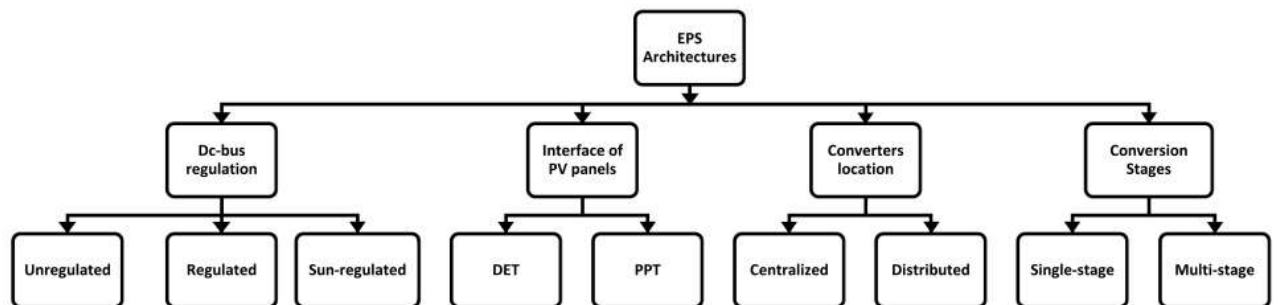 EPS
Architectures
Dc-bus
regulation
Interface of
PV panels
Converters
location
Conversion
Stages
Unregulated
Regulated
Sun-regulated
DET
PPT
Centralized
Distributed
Single-stage
Multi-stage